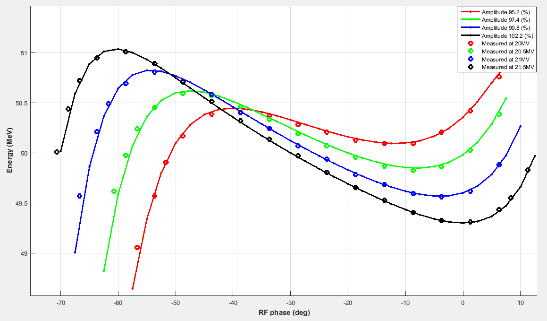 Amplitude 95.2 (%)
Amplitude 97.4 (%)
Amplitude 99.8 (%)
Amplitude 102.2 (%)
Measured at 20MV
Measured at 20.5MV
Measured at 21MV
Measured at 21.5MV
51
50.5
50
49.5
49
Energy (MeV)
-70 -60 -50 -40 -30 -20 -10 0 10
RF phase (deg)